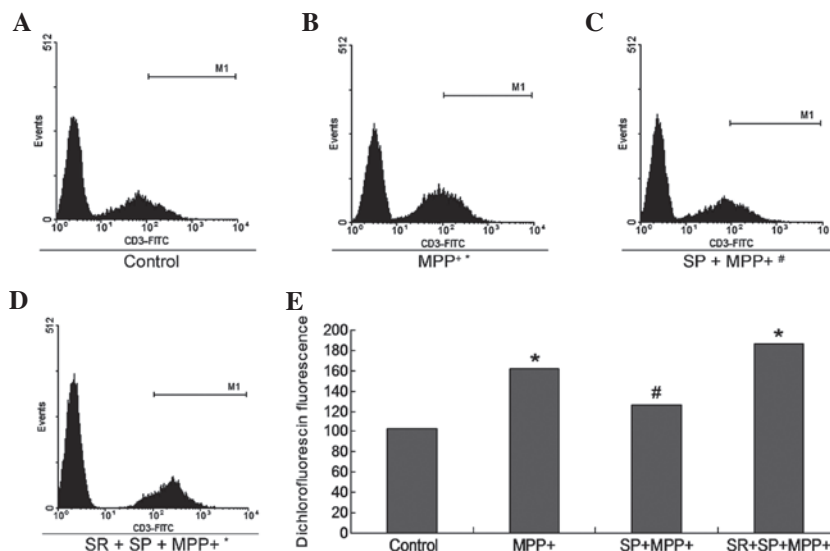 A
512
M1
Events
0
10⁰ 10¹ 10² 10³ 10⁴
CD3-FITC
Control
B
512
M1
Events
0
10⁰ 10¹ 10² 10³ 10⁴
CD3-FITC
MPP⁺ *
C
512
M1
Events
0
10⁰ 10¹ 10² 10³ 10⁴
CD3-FITC
SP + MPP+ #
D
512
M1
Events
0
10⁰ 10¹ 10² 10³ 10⁴
CD3-FITC
SR + SP + MPP+ *
E
Dichlorofluorescin fluorescence
200
180
160
140
120
100
80
60
40
20
0
*
#
*
Control MPP+ SP+MPP+ SR+SP+MPP+